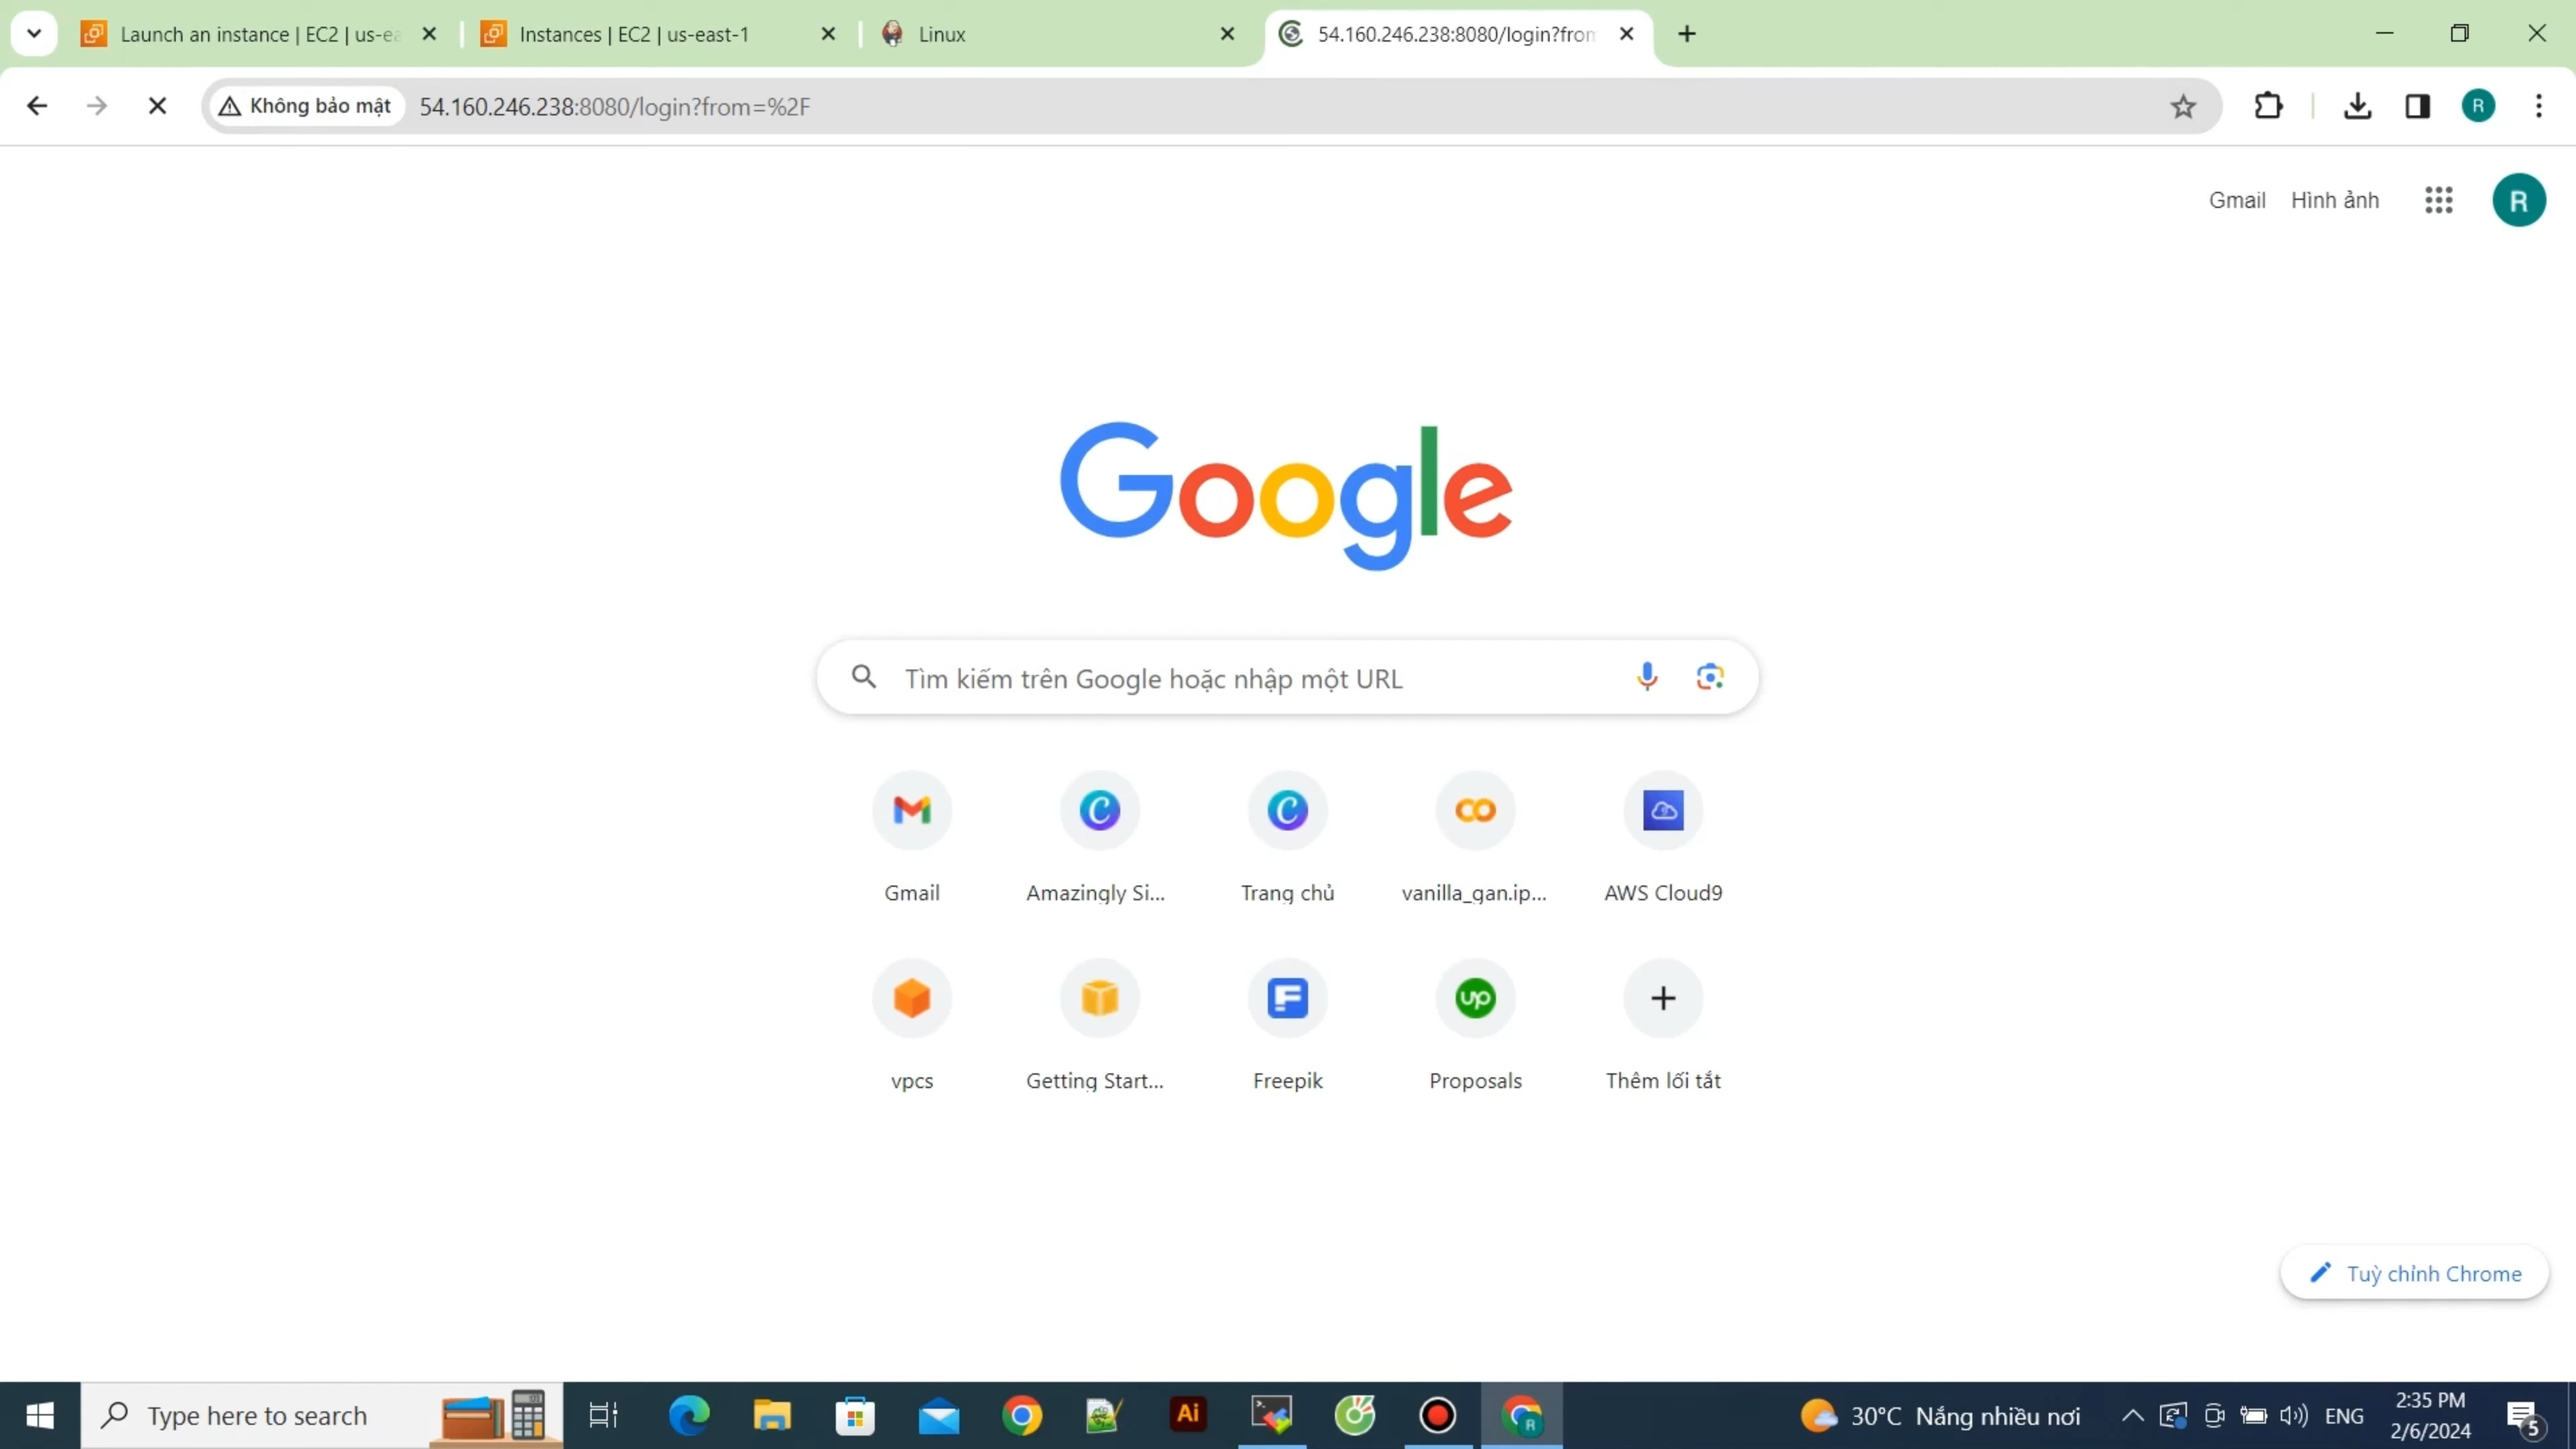 Launch an instance | EC2 | us-ea
Instances | EC2 | us-east-1
Linux
54.160.246.238:8080/login?from
Không bảo mật
54.160.246.238:8080/login?from=%2F
R
Gmail
Hình ảnh
R
Google
Tìm kiếm trên Google hoặc nhập một URL
Gmail
Amazingly Si...
Trang chủ
vanilla_gan.ip...
AWS Cloud9
up
vpcs
Getting Start...
Freepik
Proposals
Thêm lối tắt
Tuỳ chỉnh Chrome
Type here to search
Ai
R
30°C Nắng nhiều nơi
ENG
2:35 PM
2/6/2024
5